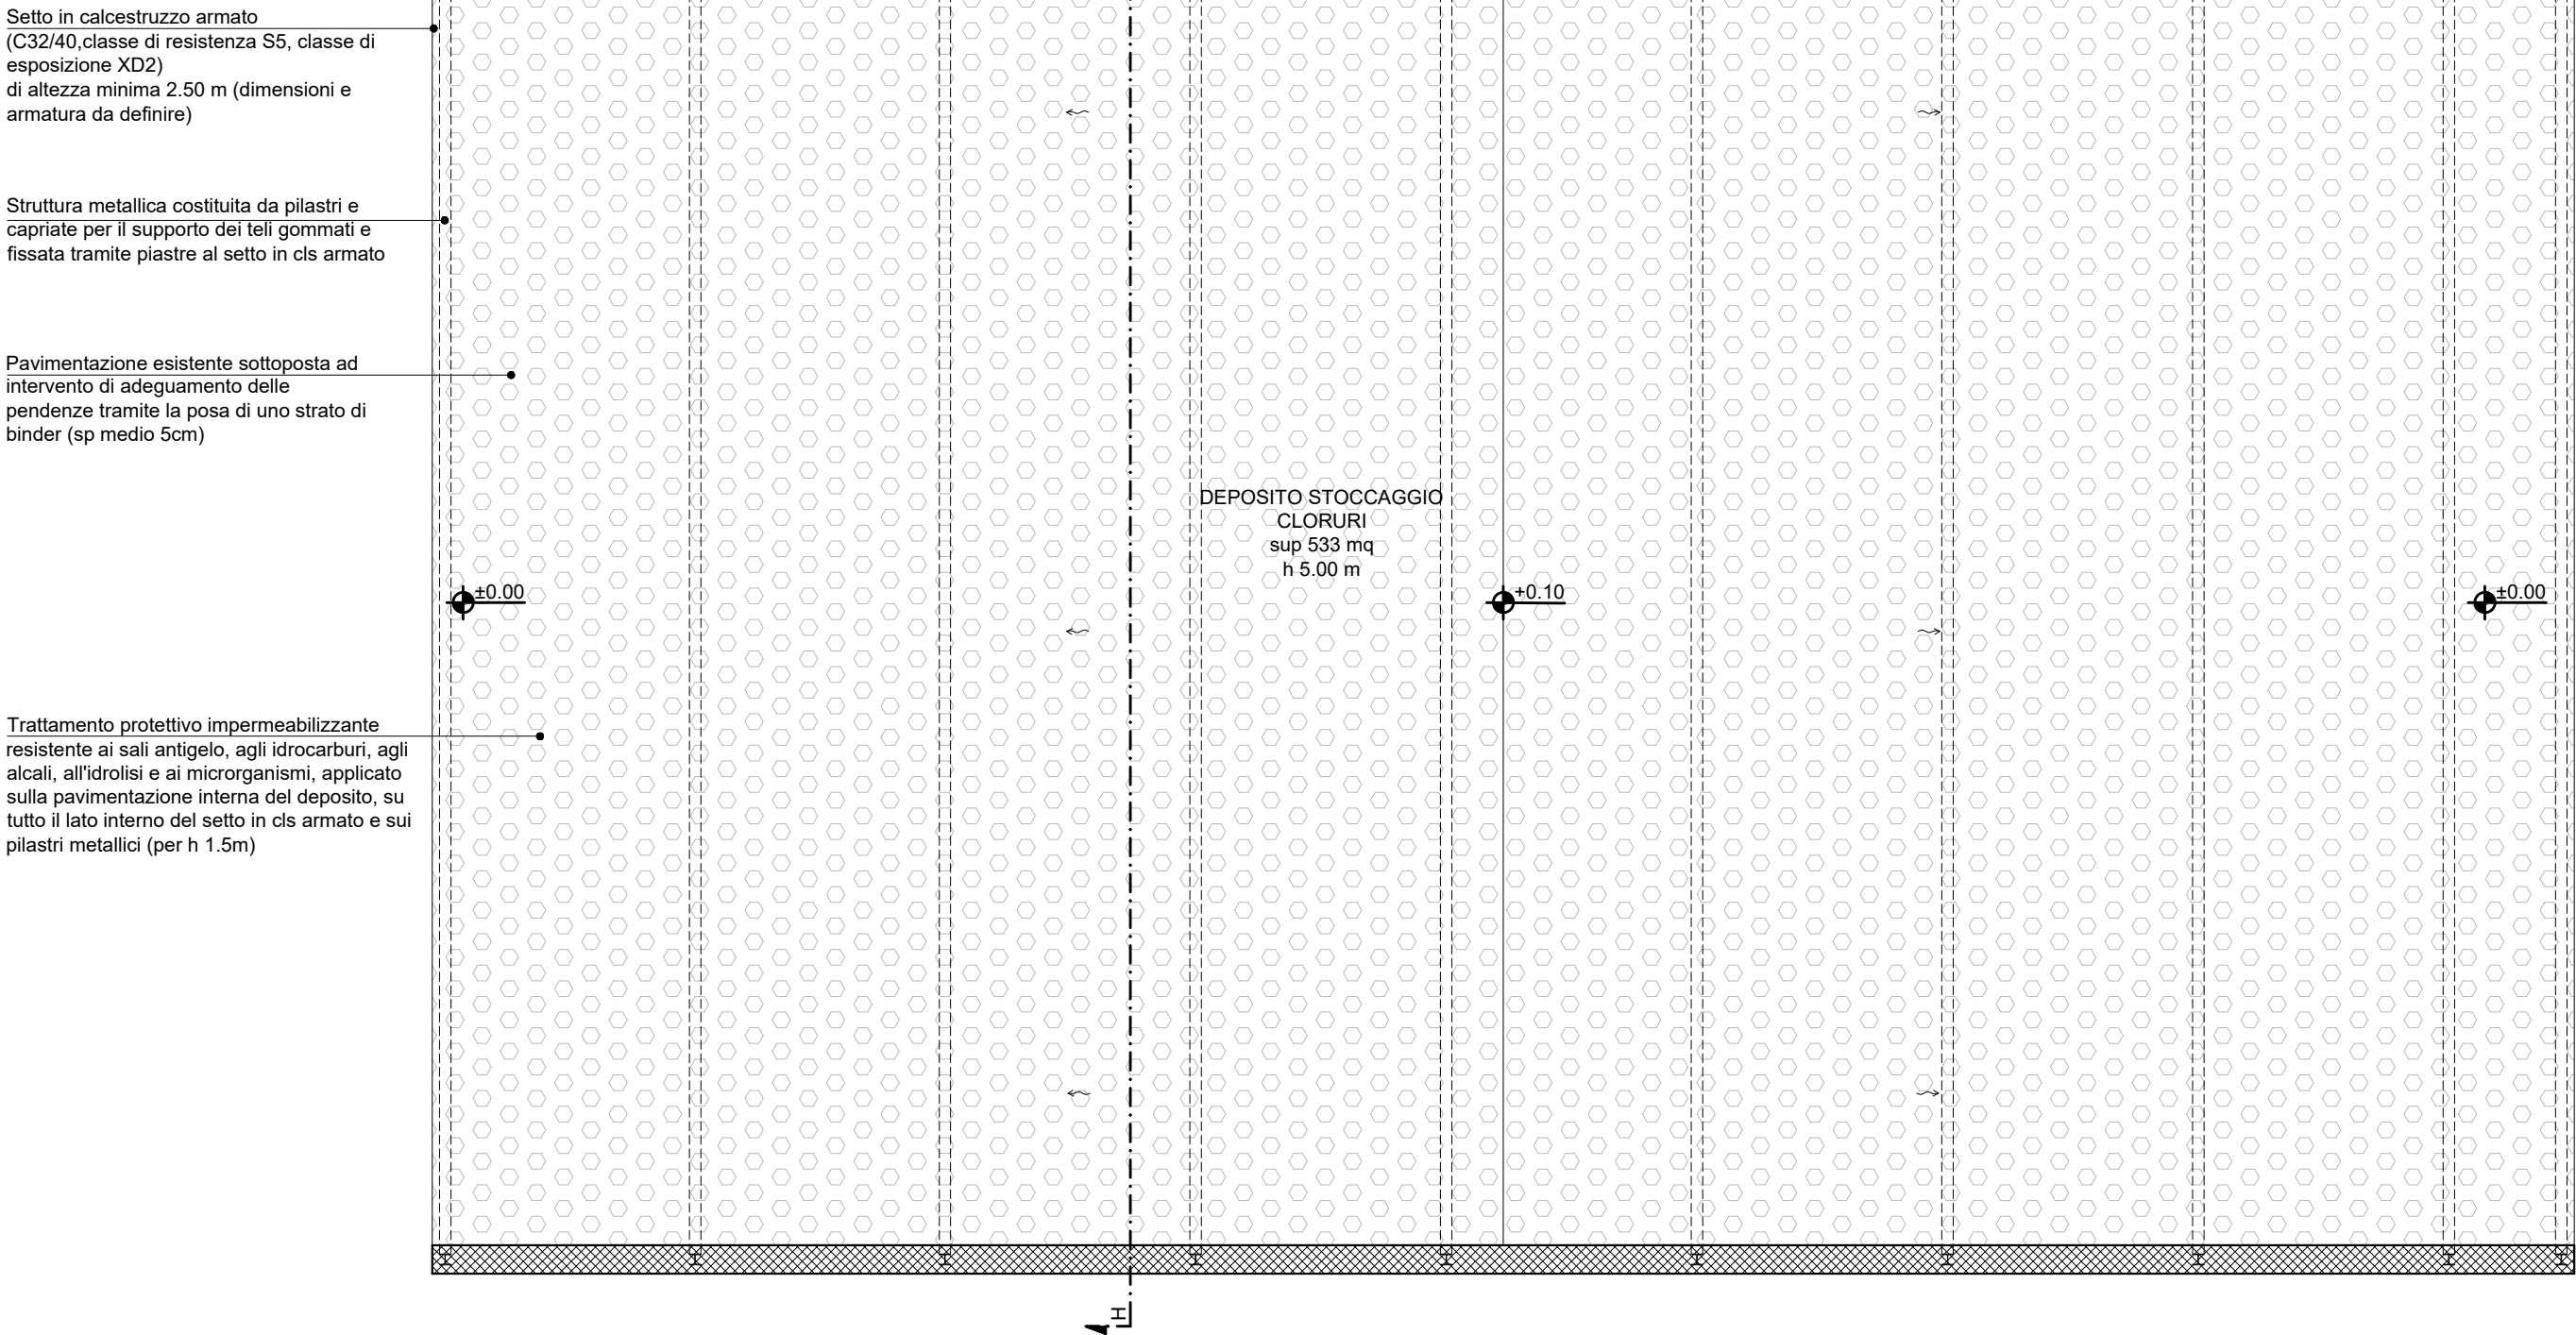 Setto in calcestruzzo armato
(C32/40,classe di resistenza S5, classe di
esposizione XD2)
di altezza minima 2.50 m (dimensioni e
armatura da definire)
Struttura metallica costituita da pilastri e
capriate per il supporto dei teli gommati e
fissata tramite piastre al setto in cls armato
Pavimentazione esistente sottoposta ad
intervento di adeguamento delle
pendenze tramite la posa di uno strato di
binder (sp medio 5cm)
DEPOSITO STOCCAGGIO
CLORURI
sup 533 mq
h 5.00 m
±0.00
+0.10
±0.00
Trattamento protettivo impermeabilizzante
resistente ai sali antigelo, agli idrocarburi, agli
alcali, all'idrolisi e ai microrganismi, applicato
sulla pavimentazione interna del deposito, su
tutto il lato interno del setto in cls armato e sui
pilastri metallici (per h 1.5m)
H